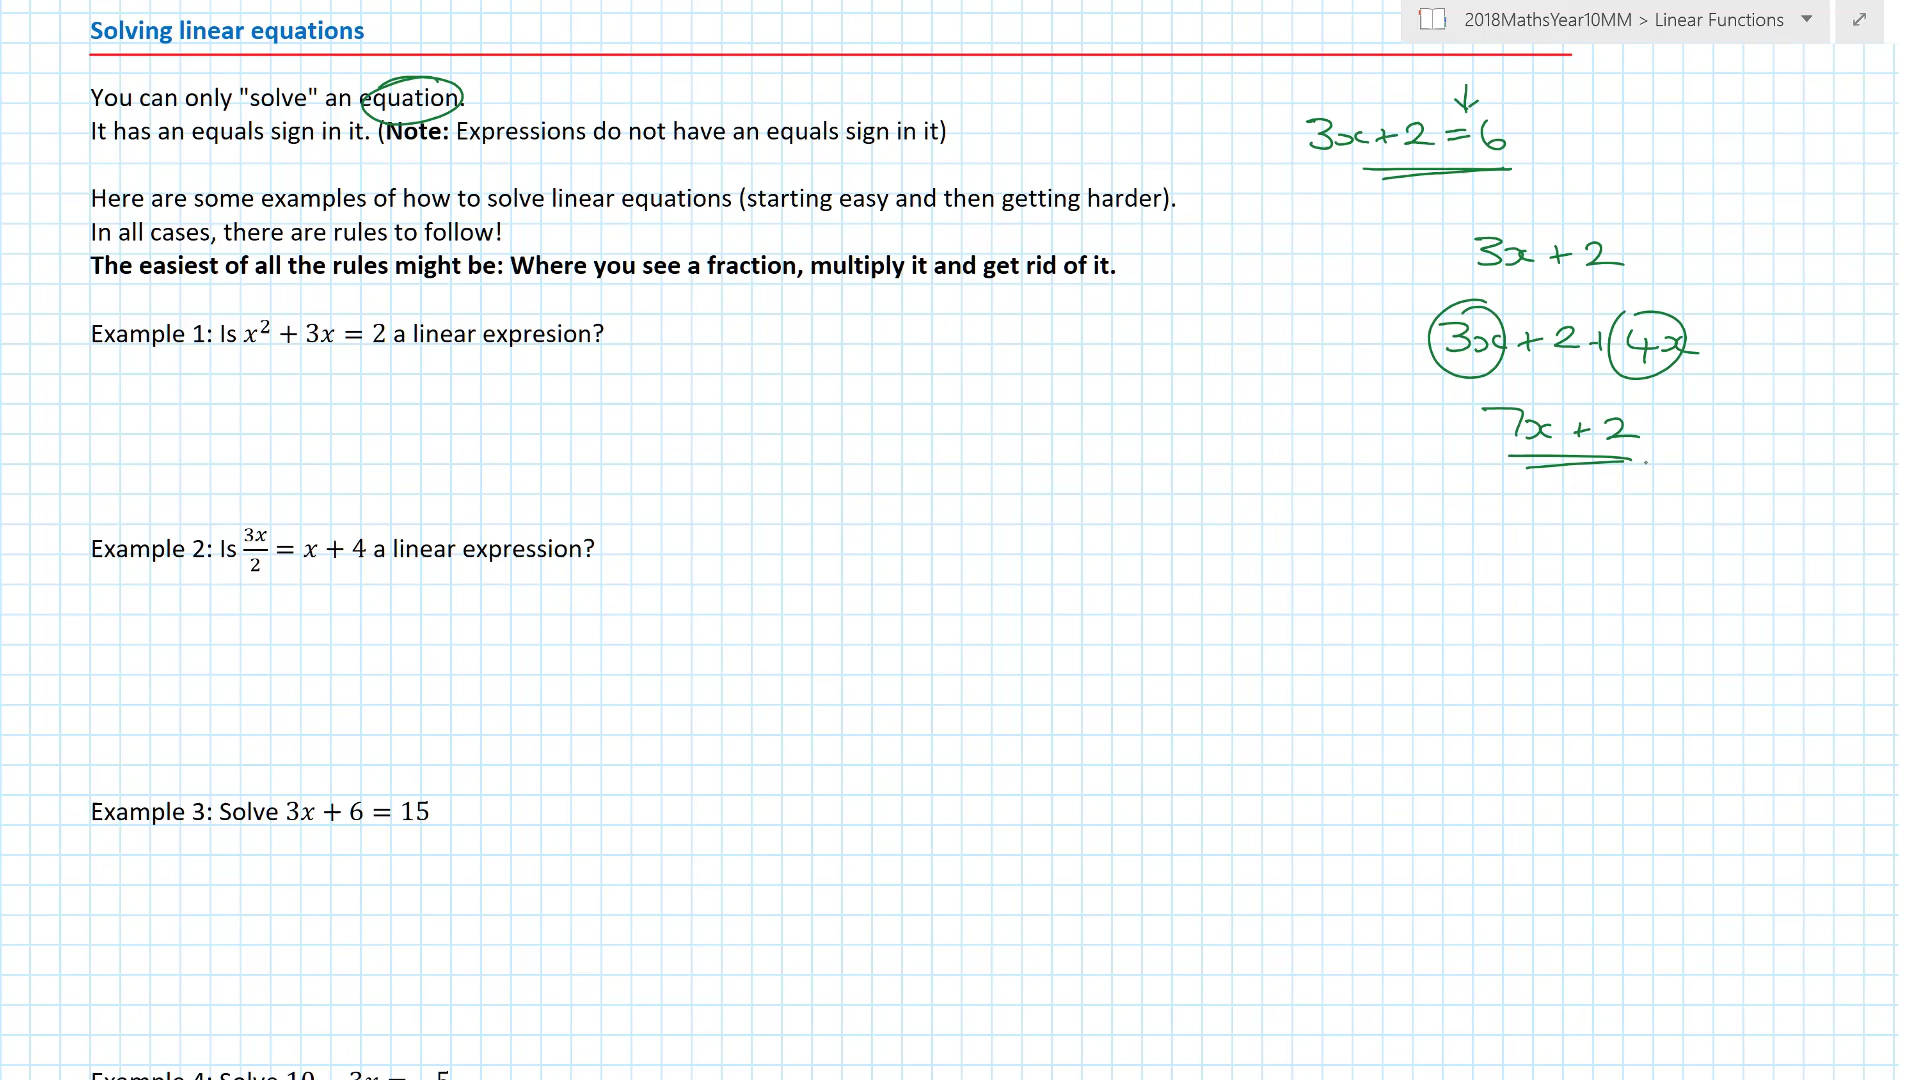 Solving linear equations
2018MathsYear10MM > Linear Functions
You can only "solve" an equation.
It has an equals sign in it. (Note: Expressions do not have an equals sign in it)
3x+2=6
Here are some examples of how to solve linear equations (starting easy and then getting harder).
In all cases, there are rules to follow!
The easiest of all the rules might be: Where you see a fraction, multiply it and get rid of it.
3x + 2
Example 1: Is x² + 3x = 2 a linear expresion?
3x + 2 + 4x
7x + 2
Example 2: Is 3x/2 = x + 4 a linear expression?
Example 3: Solve 3x + 6 = 15